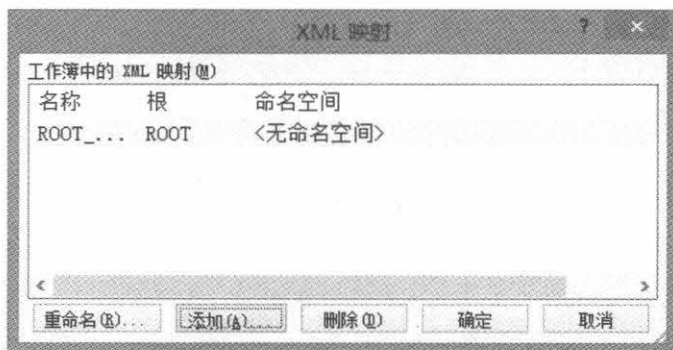 XML 映射
?
×
工作簿中的 XML 映射(M)
名称 根 命名空间
ROOT_... ROOT <无命名空间>
重命名(R)... 添加(A)... 删除(D) 确定 取消